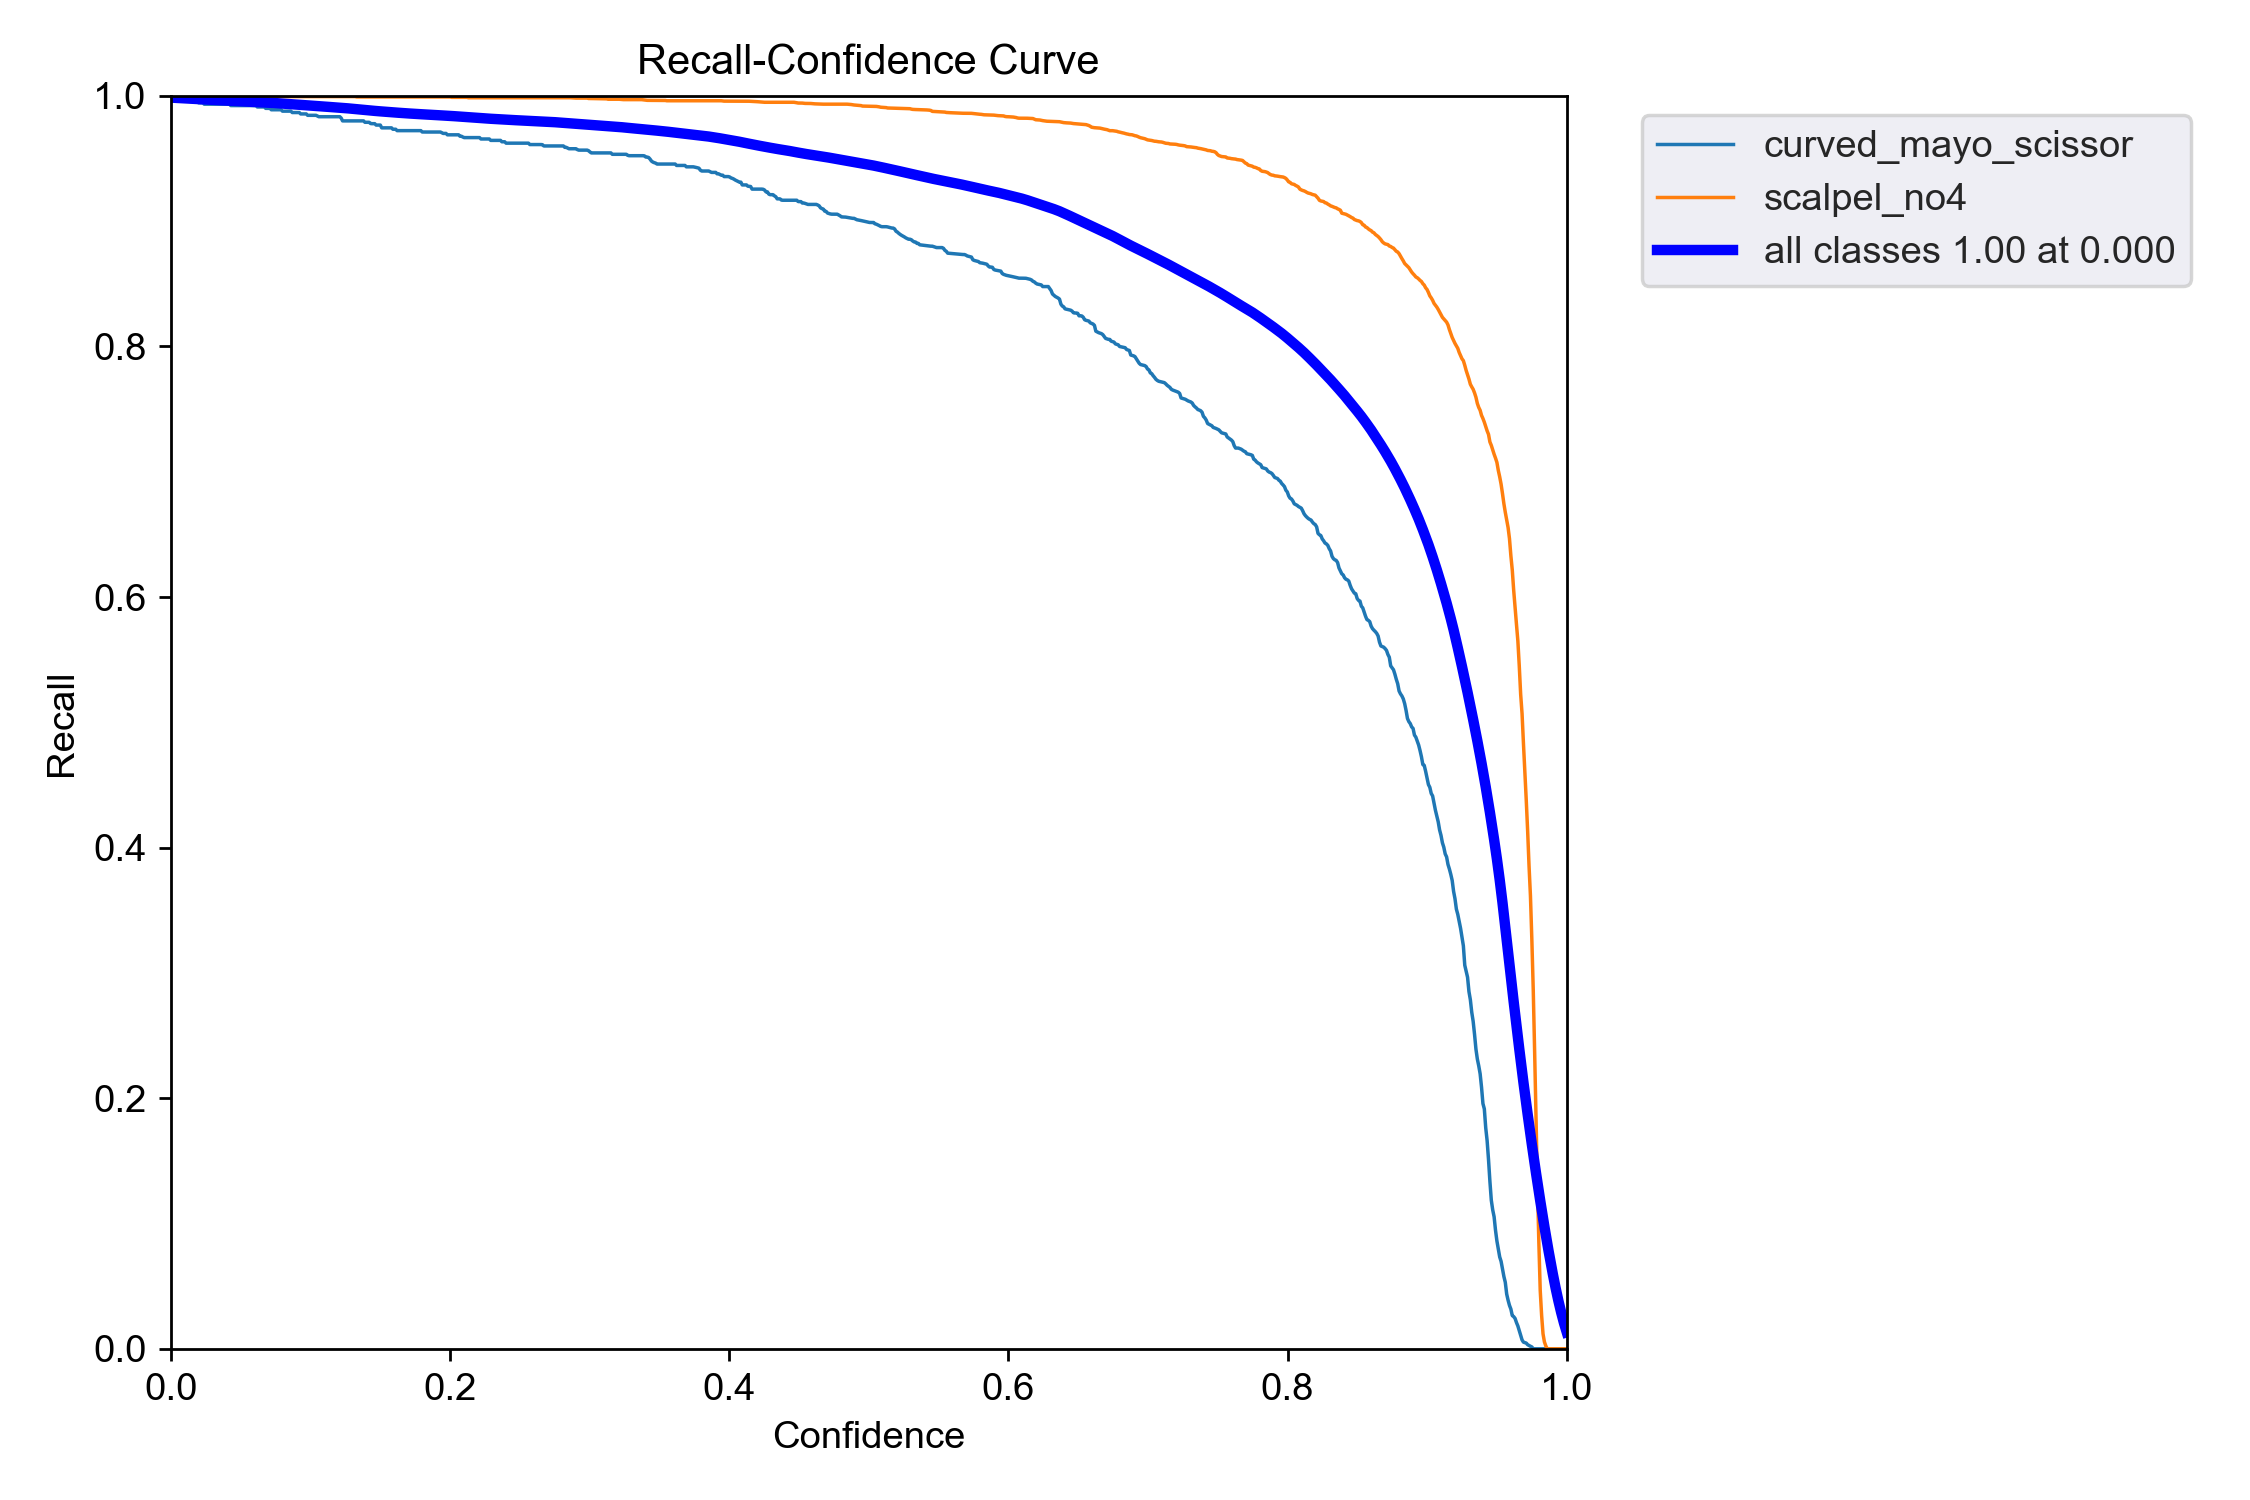 Recall-Confidence Curve
1.0
0.8
0.6
0.4
0.2
0.0
Recall
0.0 0.2 0.4 0.6 0.8 1.0
Confidence
curved_mayo_scissor
scalpel_no4
all classes 1.00 at 0.000